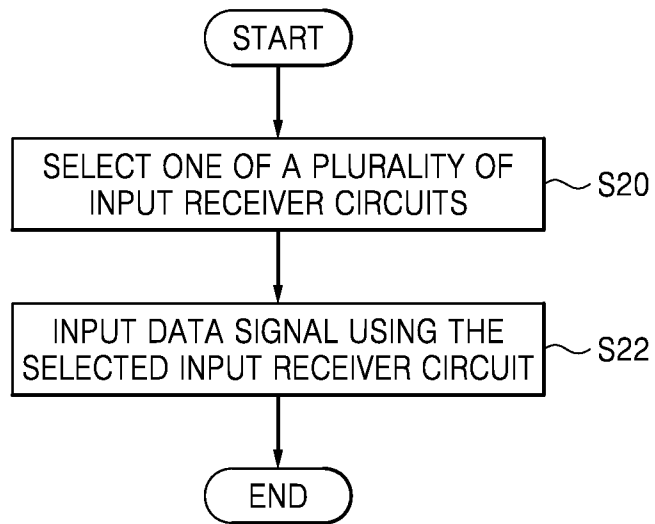 START
SELECT ONE OF A PLURALITY OF
INPUT RECEIVER CIRCUITS
S20
INPUT DATA SIGNAL USING THE
SELECTED INPUT RECEIVER CIRCUIT
S22
END